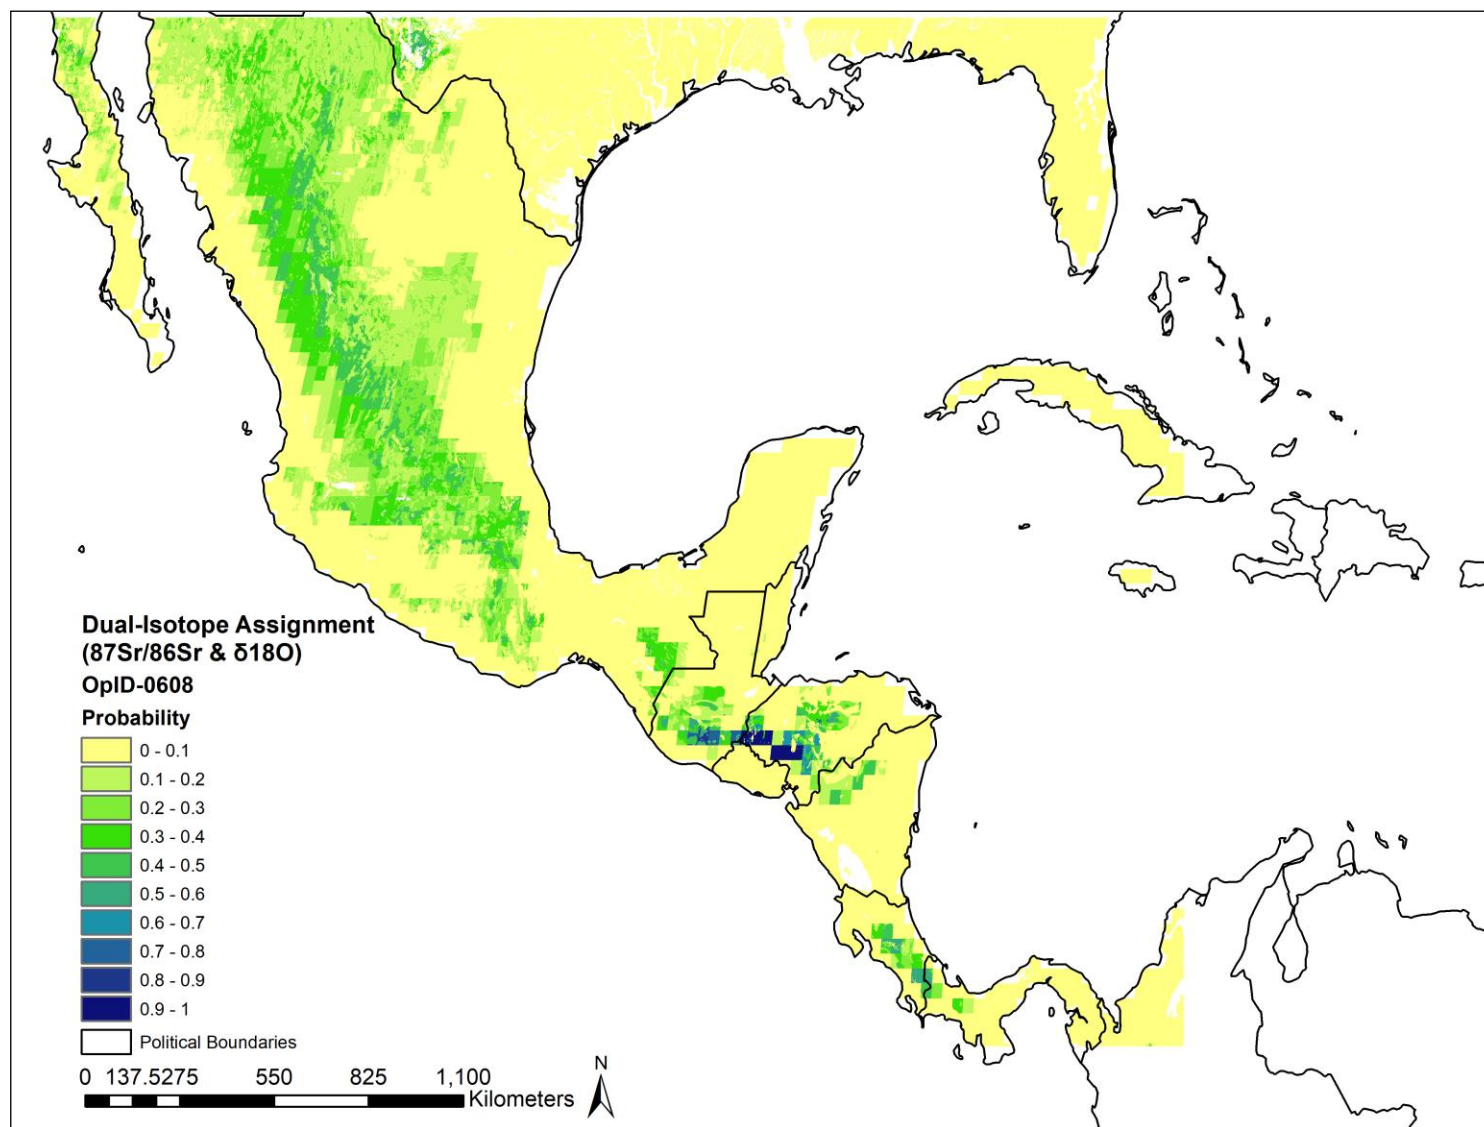 Dual-Isotope Assignment
(87Sr/86Sr & δ18O)
OpID-0608
Probability
0 - 0.1
0.1 - 0.2
0.2 - 0.3
0.3 - 0.4
0.4 - 0.5
0.5 - 0.6
0.6 - 0.7
0.7 - 0.8
0.8 - 0.9
0.9 - 1
Political Boundaries
0 137.5275 550 825 1,100
Kilometers
N